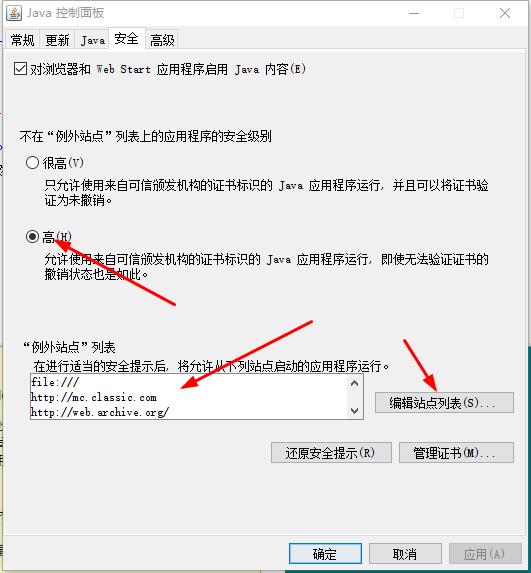 Java 控制面板
常规 更新 Java 安全 高级
对浏览器和 Web Start 应用程序启用 Java 内容(E)
不在“例外站点”列表上的应用程序的安全级别
很高(V)
只允许使用来自可信颁发机构的证书标识的 Java 应用程序运行, 并且可以将证书验
证为未撤销。
高(H)
允许使用来自可信颁发机构的证书标识的 Java 应用程序运行, 即使无法验证证书的
撤销状态也是如此。
“例外站点”列表
在进行适当的安全提示后, 将允许从下列站点启动的应用程序运行。
file:///
http://mc.classic.com
http://web.archive.org/
编辑站点列表(S)...
还原安全提示(R)
管理证书(M)...
确定
取消
应用(A)